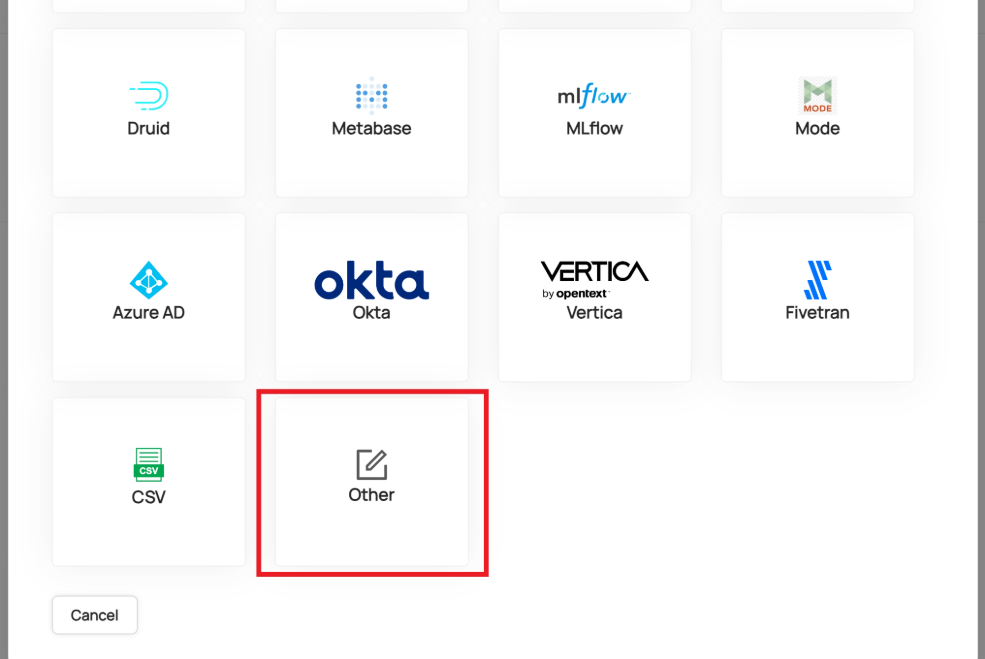 Druid
Metabase
mlflow
MLflow
MODE
Mode
Azure AD
okta
Okta
VERTICA
by opentext
Vertica
Fivetran
CSV
CSV
Other
Cancel